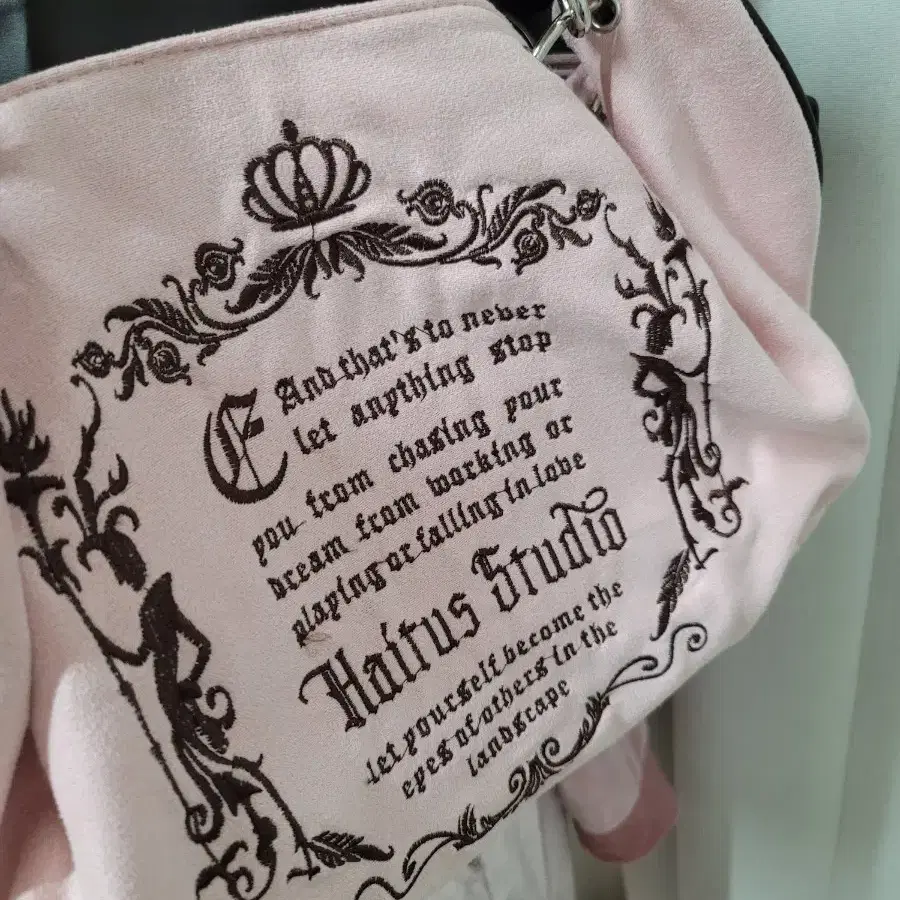 E And that's to never
let anything stop
you from chasing your
dream from working or
playing or falling in love
Haitus Studio
let yourself become the
eyes of others in the
landscape